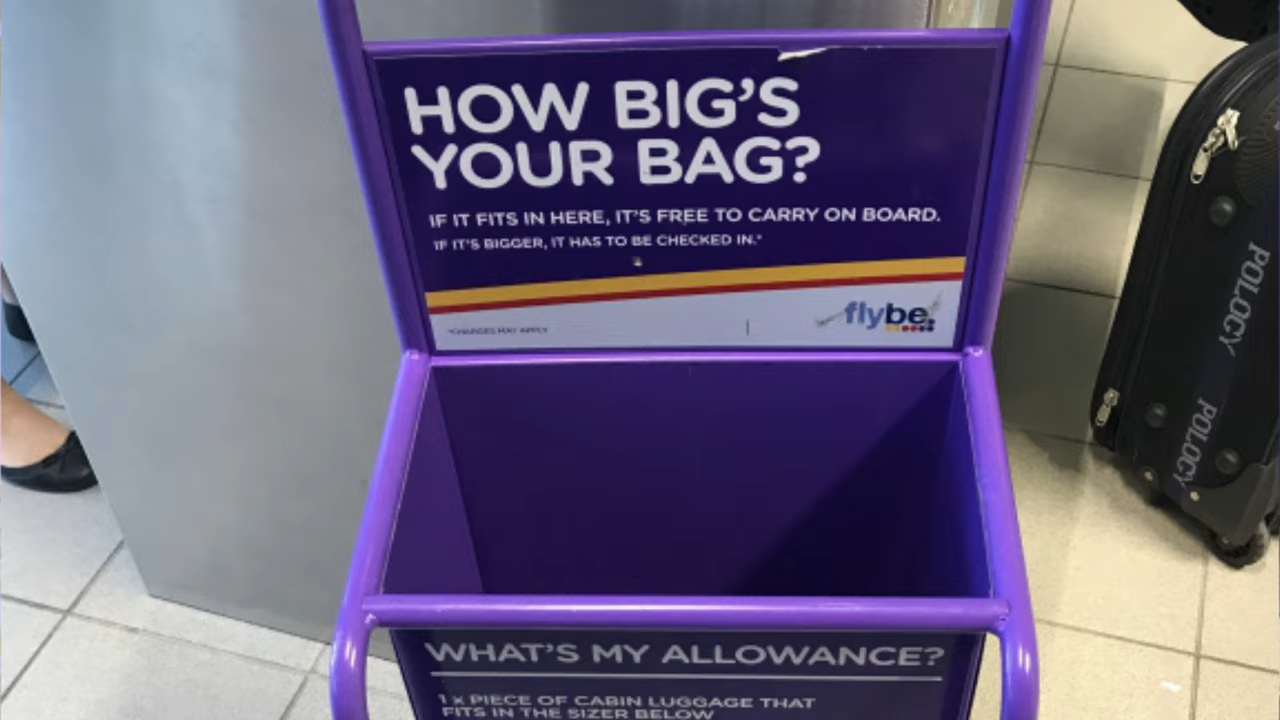 HOW BIG'S
YOUR BAG?
IF IT FITS IN HERE, IT'S FREE TO CARRY ON BOARD.
IF IT'S BIGGER, IT HAS TO BE CHECKED IN.*
*CHARGES MAY APPLY
flybe.
WHAT'S MY ALLOWANCE?
1 x PIECE OF CABIN LUGGAGE THAT
FITS IN THE SIZER BELOW
POLOCY
POLOCY